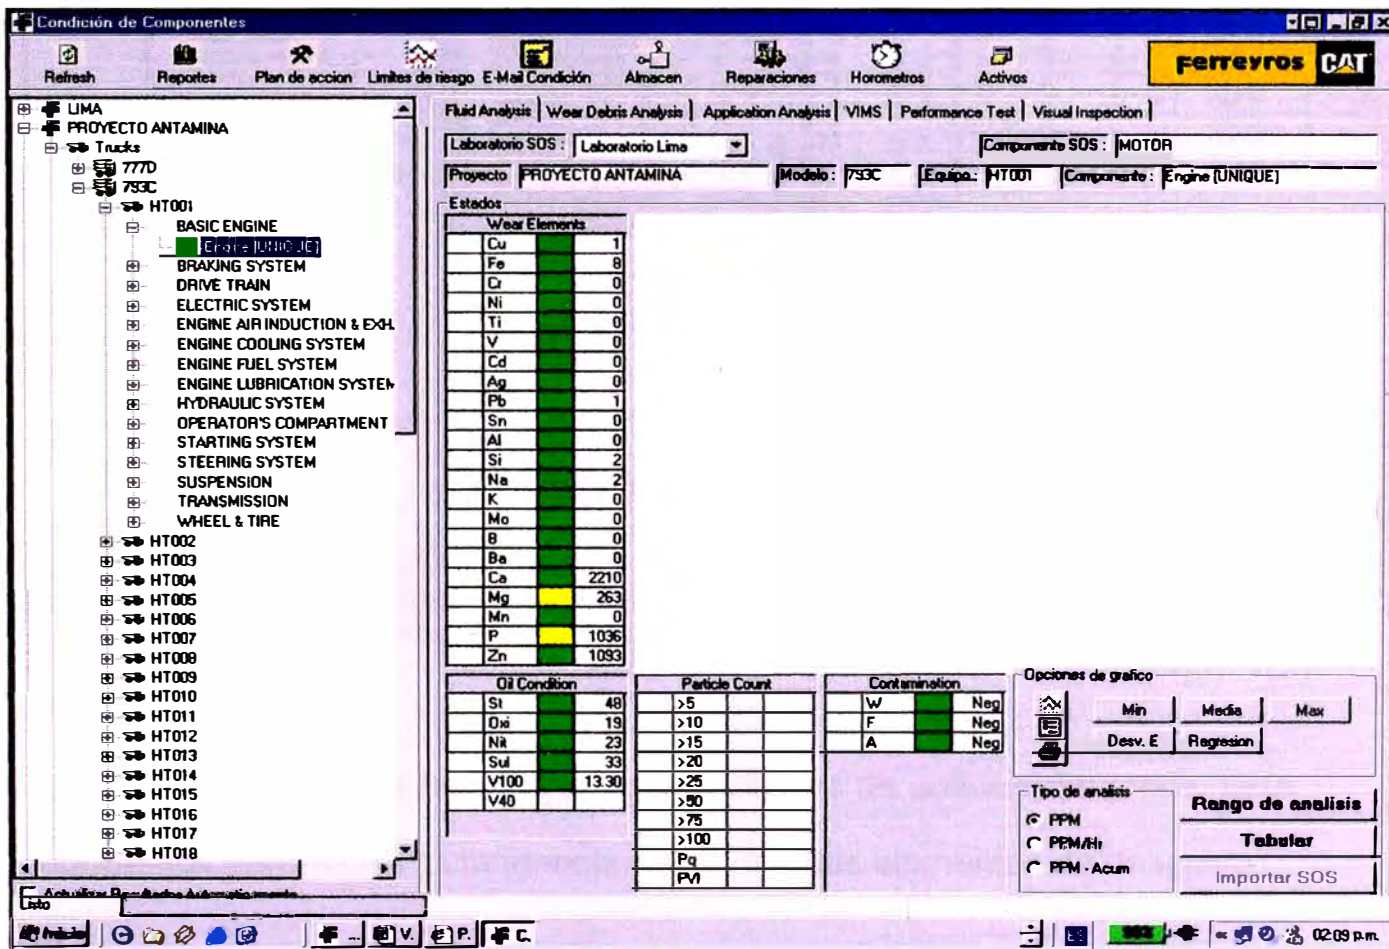 Condición de Componentes
Refresh Reportes Plan de accion Limites de riesgo E-Mail Condición Almacen Reparaciones Horometros Activos
Ferreyros CAT
LIMA
PROYECTO ANTAMINA
Trucks
777D
793C
HT001
BASIC ENGINE
Engine [UNIQUE]
BRAKING SYSTEM
DRIVE TRAIN
ELECTRIC SYSTEM
ENGINE AIR INDUCTION & EXH
ENGINE COOLING SYSTEM
ENGINE FUEL SYSTEM
ENGINE LUBRICATION SYSTEM
HYDRAULIC SYSTEM
OPERATOR'S COMPARTMENT
STARTING SYSTEM
STEERING SYSTEM
SUSPENSION
TRANSMISSION
WHEEL & TIRE
HT002
HT003
HT004
HT005
HT006
HT007
HT008
HT009
HT010
HT011
HT012
HT013
HT014
HT015
HT016
HT017
HT018
Actualizar Resultados Automaticamente
Listo
Fluid Analysis Wear Debris Analysis Application Analysis VIMS Performance Test Visual Inspection
Laboratorio SOS : Laboratorio Lima Componente SOS : MOTOR
Proyecto PROYECTO ANTAMINA Modelo : 793C Equipo : HT001 Componente : Engine [UNIQUE]
Estados
Wear Elements
Cu 1
Fe 8
Cr 0
Ni 0
Ti 0
V 0
Cd 0
Ag 0
Pb 1
Sn 0
Al 0
Si 2
Na 2
K 0
Mo 0
B 0
Ba 0
Ca 2210
Mg 263
Mn 0
P 1036
Zn 1093
Oil Condition
St 48
Oxi 19
Nit 23
Sul 33
V100 13.30
V40
Particle Count
>5
>10
>15
>20
>25
>50
>75
>100
Pq
PVI
Contamination
W Neg
F Neg
A Neg
Opciones de grafico
Min Media Max
Desv. E Regresion
Tipo de analisis
PPM
PPM/Hr
PPM - Acum
Rango de analisis
Tabular
Importar SOS
Inicio ... V. P. C. 02:09 p.m.